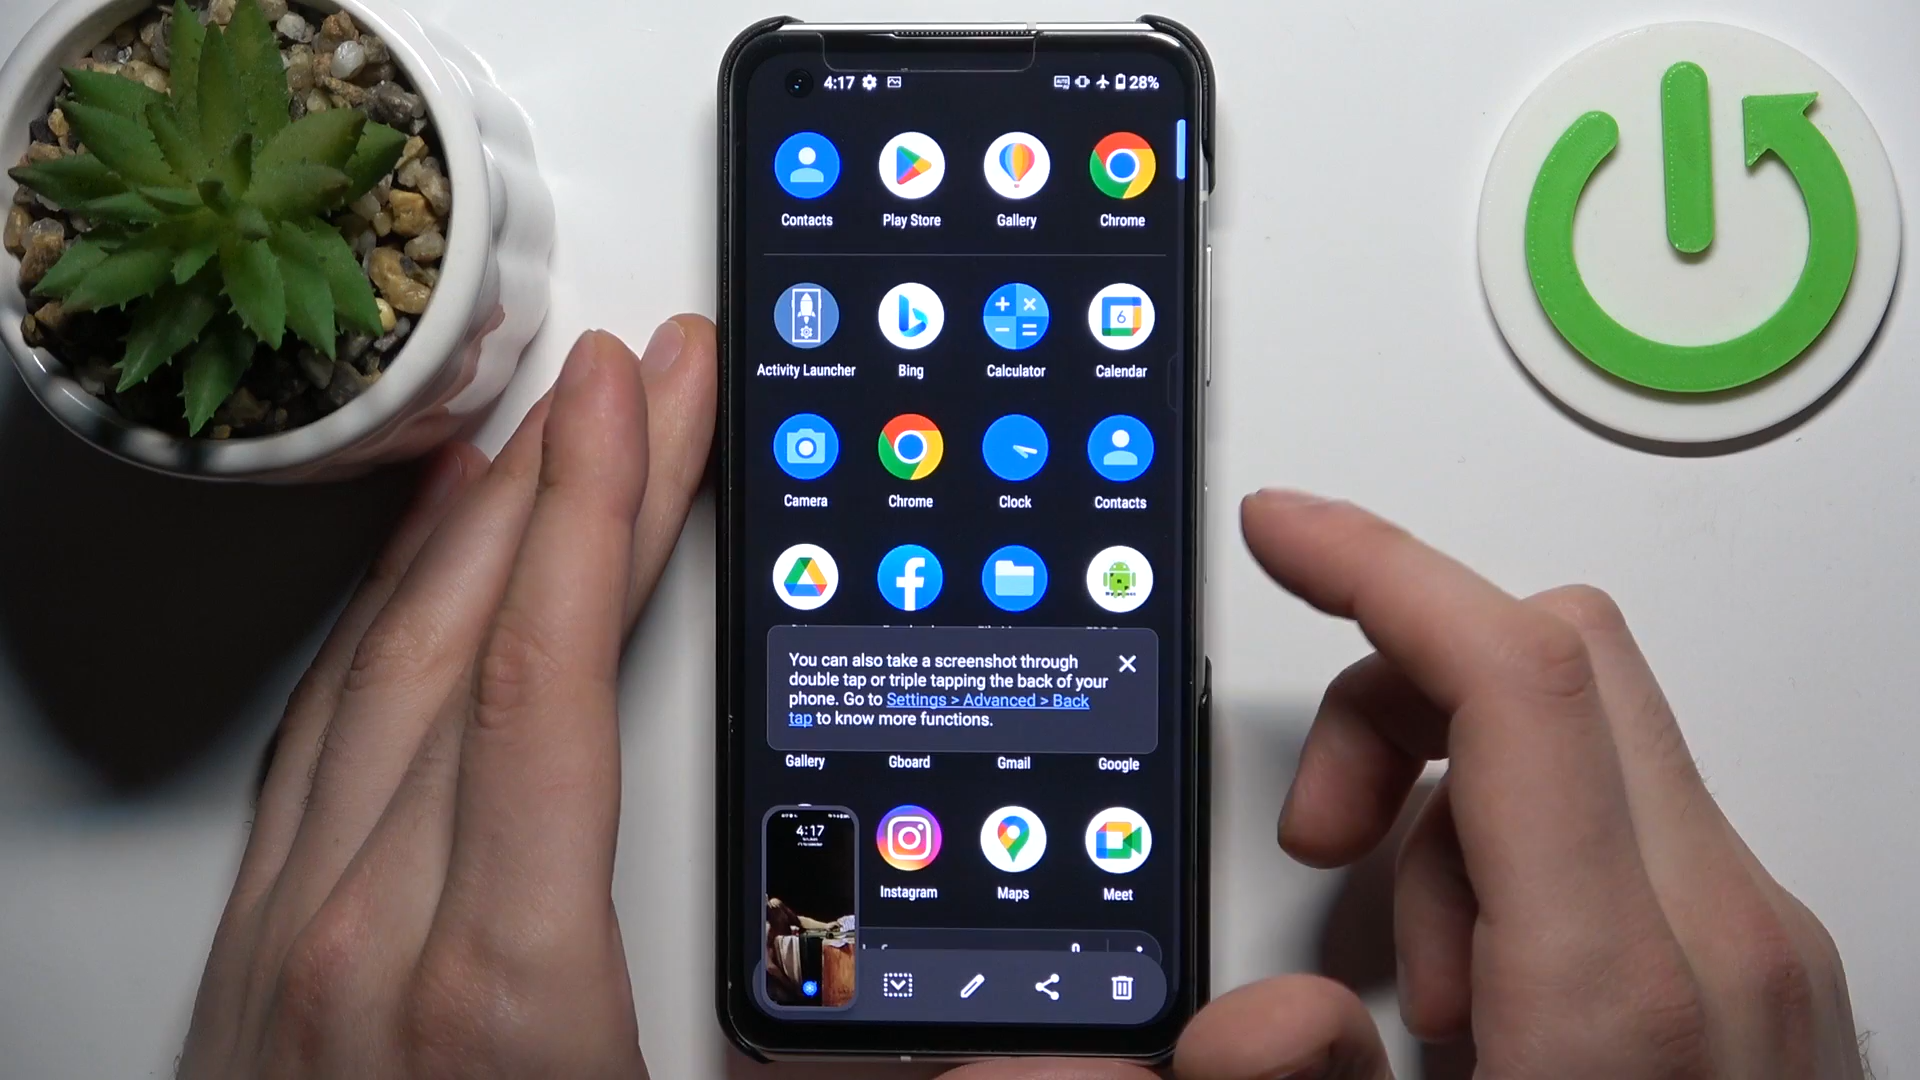 4:17 28%
Contacts Play Store Gallery Chrome
Activity Launcher Bing Calculator Calendar
6
Camera Chrome Clock Contacts
You can also take a screenshot through
double tap or triple tapping the back of your
phone. Go to Settings > Advanced > Back
tap to know more functions.
Gallery Gboard Gmail Google
4:17
Instagram Maps Meet